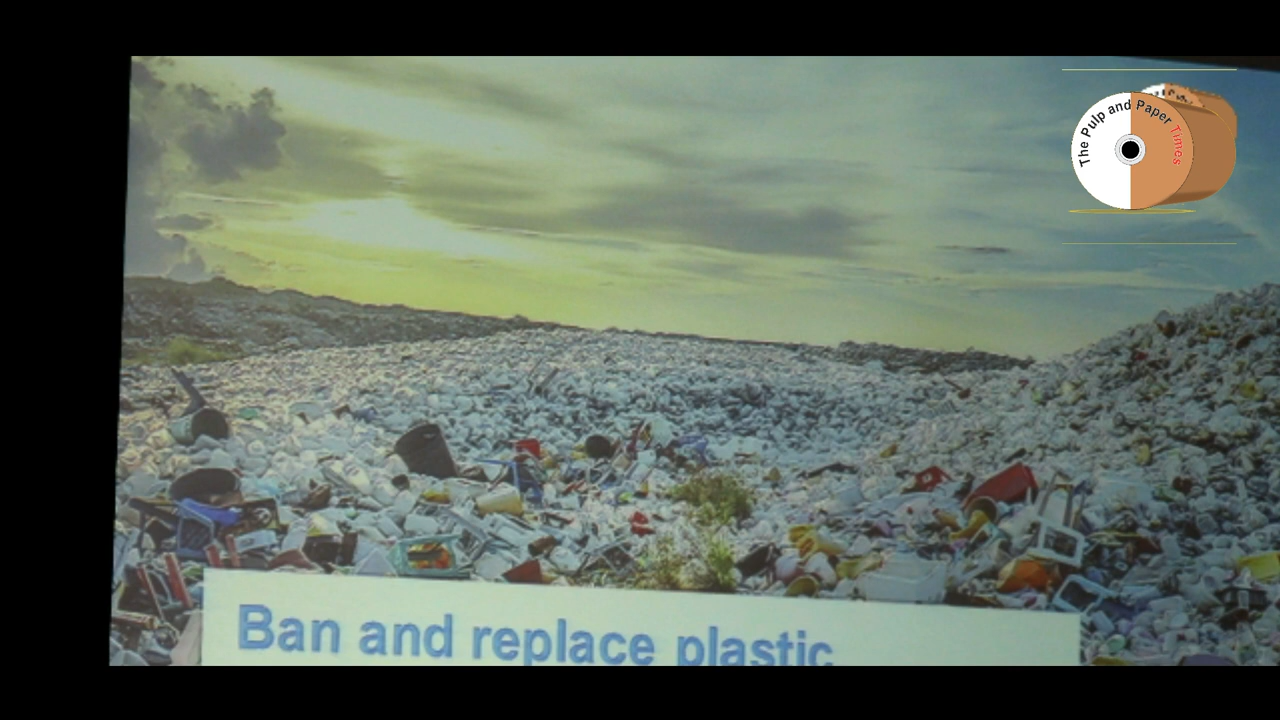 The Pulp and Paper Times
Ban and replace plastic